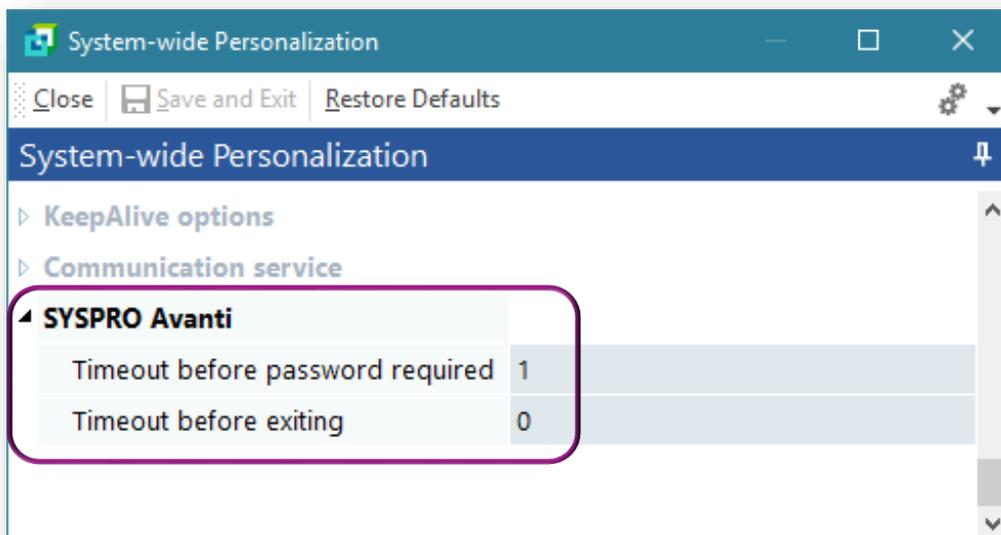 System-wide Personalization
Close Save and Exit Restore Defaults
System-wide Personalization
KeepAlive options
Communication service
SYSPRO Avanti
Timeout before password required 1
Timeout before exiting 0